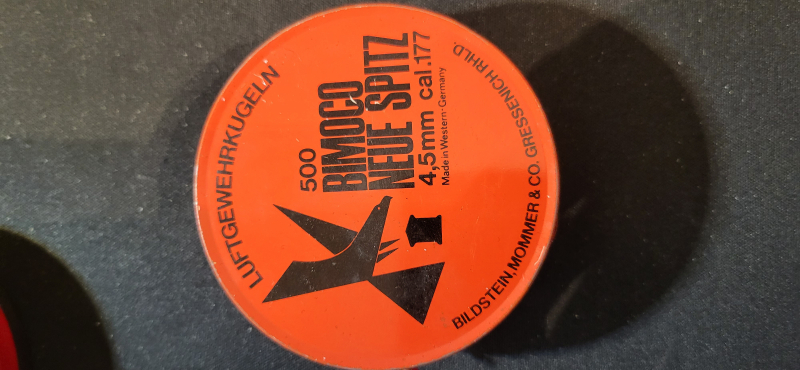 LUFTGEWEHRKUGELN
500
BIMOCO
NEUE SPITZ
4,5mm cal.177
Made in Western-Germany
BILDSTEIN, MOMMER & CO. GRESSENICH RHLD.